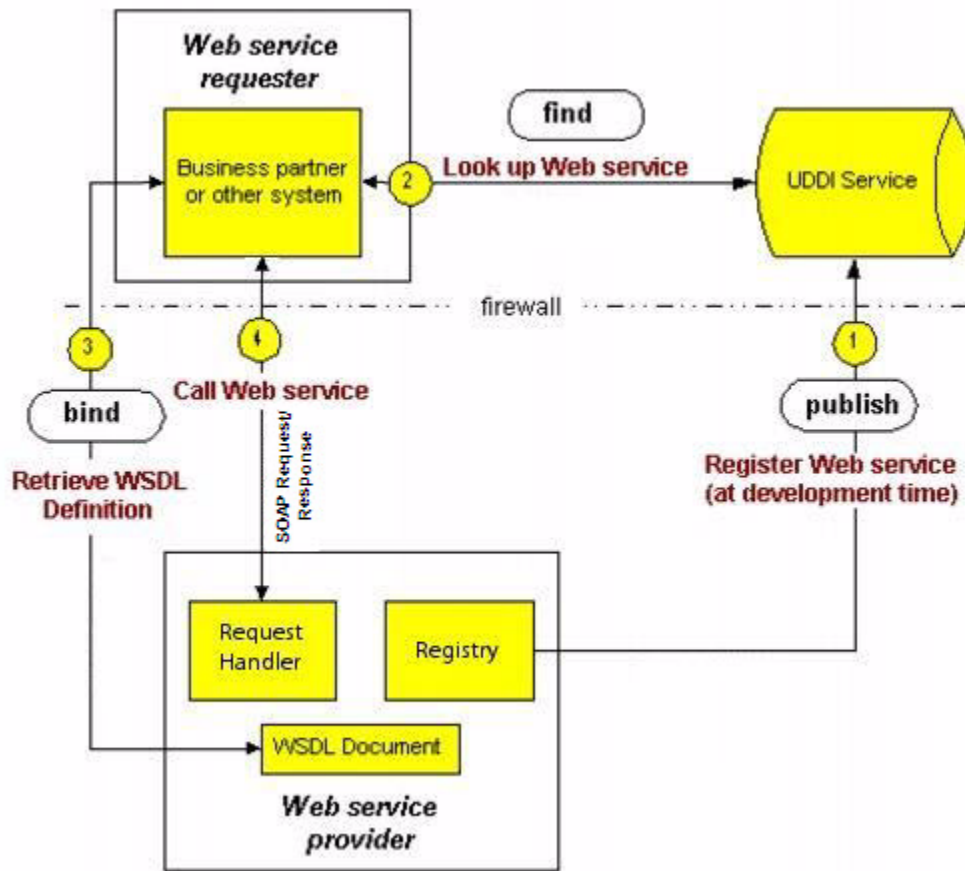 Web service
requester
find
Business partner
or other system
2
Look up Web service
UDDI Service
firewall
3
4
1
Call Web service
bind
publish
SOAP Request/
Response
Retrieve WSDL
Definition
Register Web service
(at development time)
Request
Handler
Registry
WSDL Document
Web service
provider